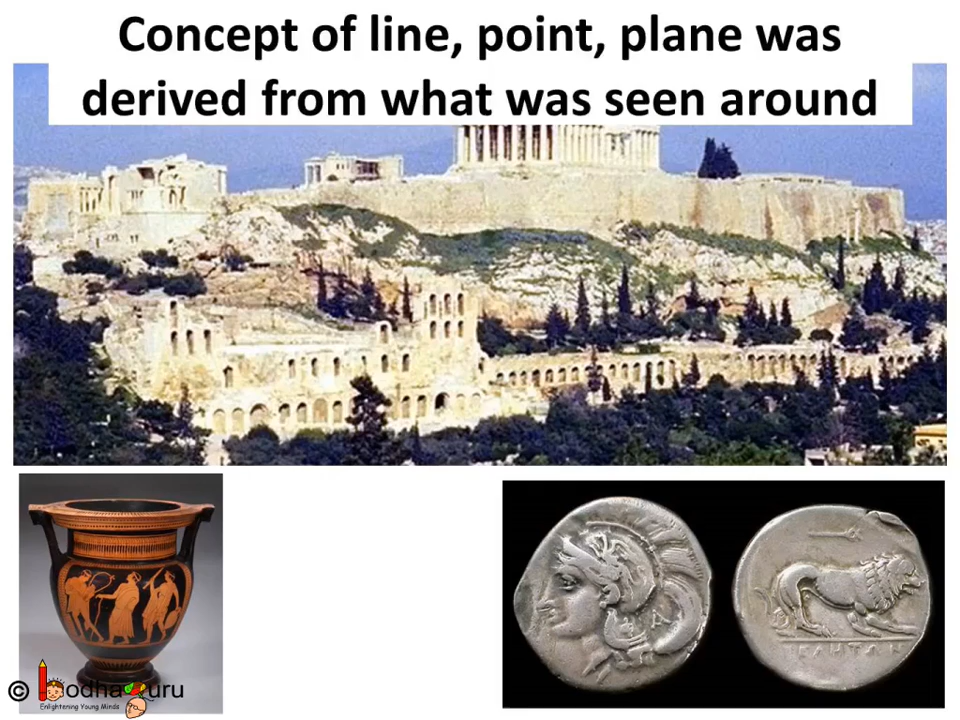 Concept of line, point, plane was
derived from what was seen around
A
© BodhaGuru
Enlightening Young Minds